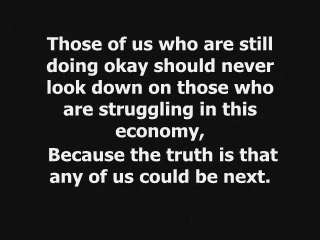 Those of us who are still
doing okay should never
look down on those who
are struggling in this
economy,
Because the truth is that
any of us could be next.